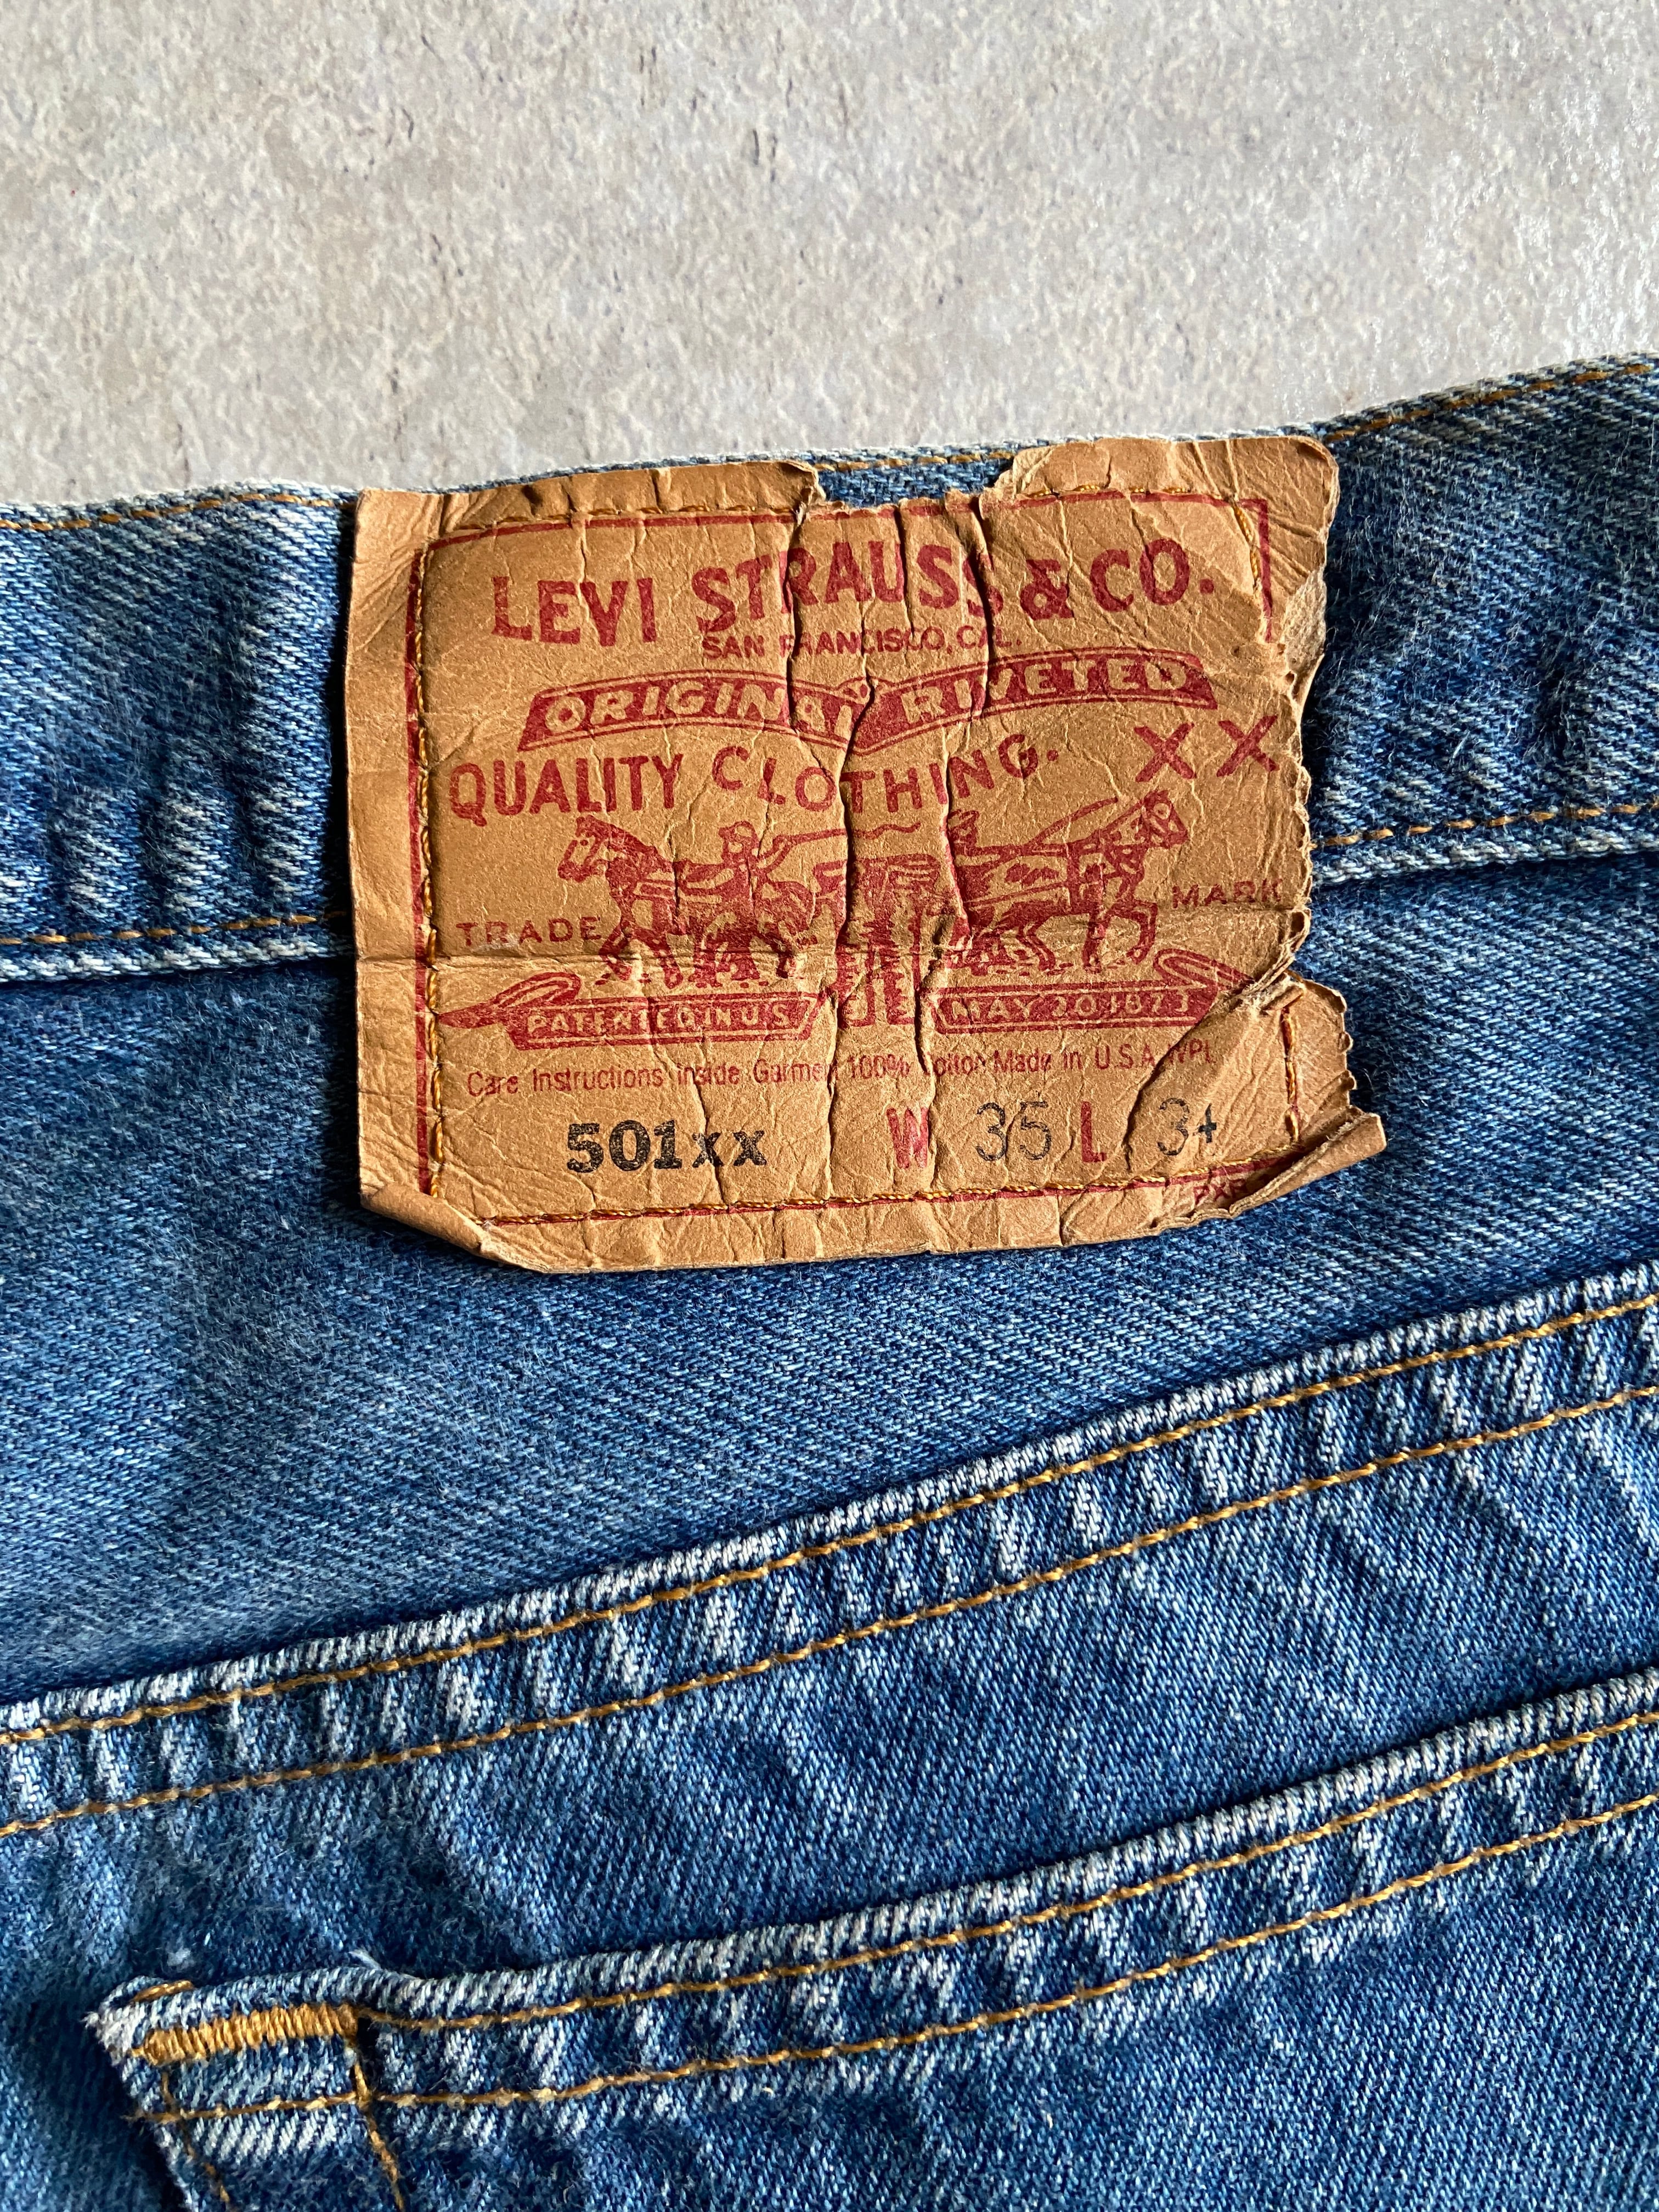 LEVI STRAUSS & CO.
SAN FRANCISCO, CAL.
ORIGINAL RIVETED
QUALITY CLOTHING. XX
TRADE MARK
PATENTED IN U S MAY 20 1873
Care Instructions Inside Garment 100% Cotton Made in U.S.A. WPL
501xx W 35 L 34